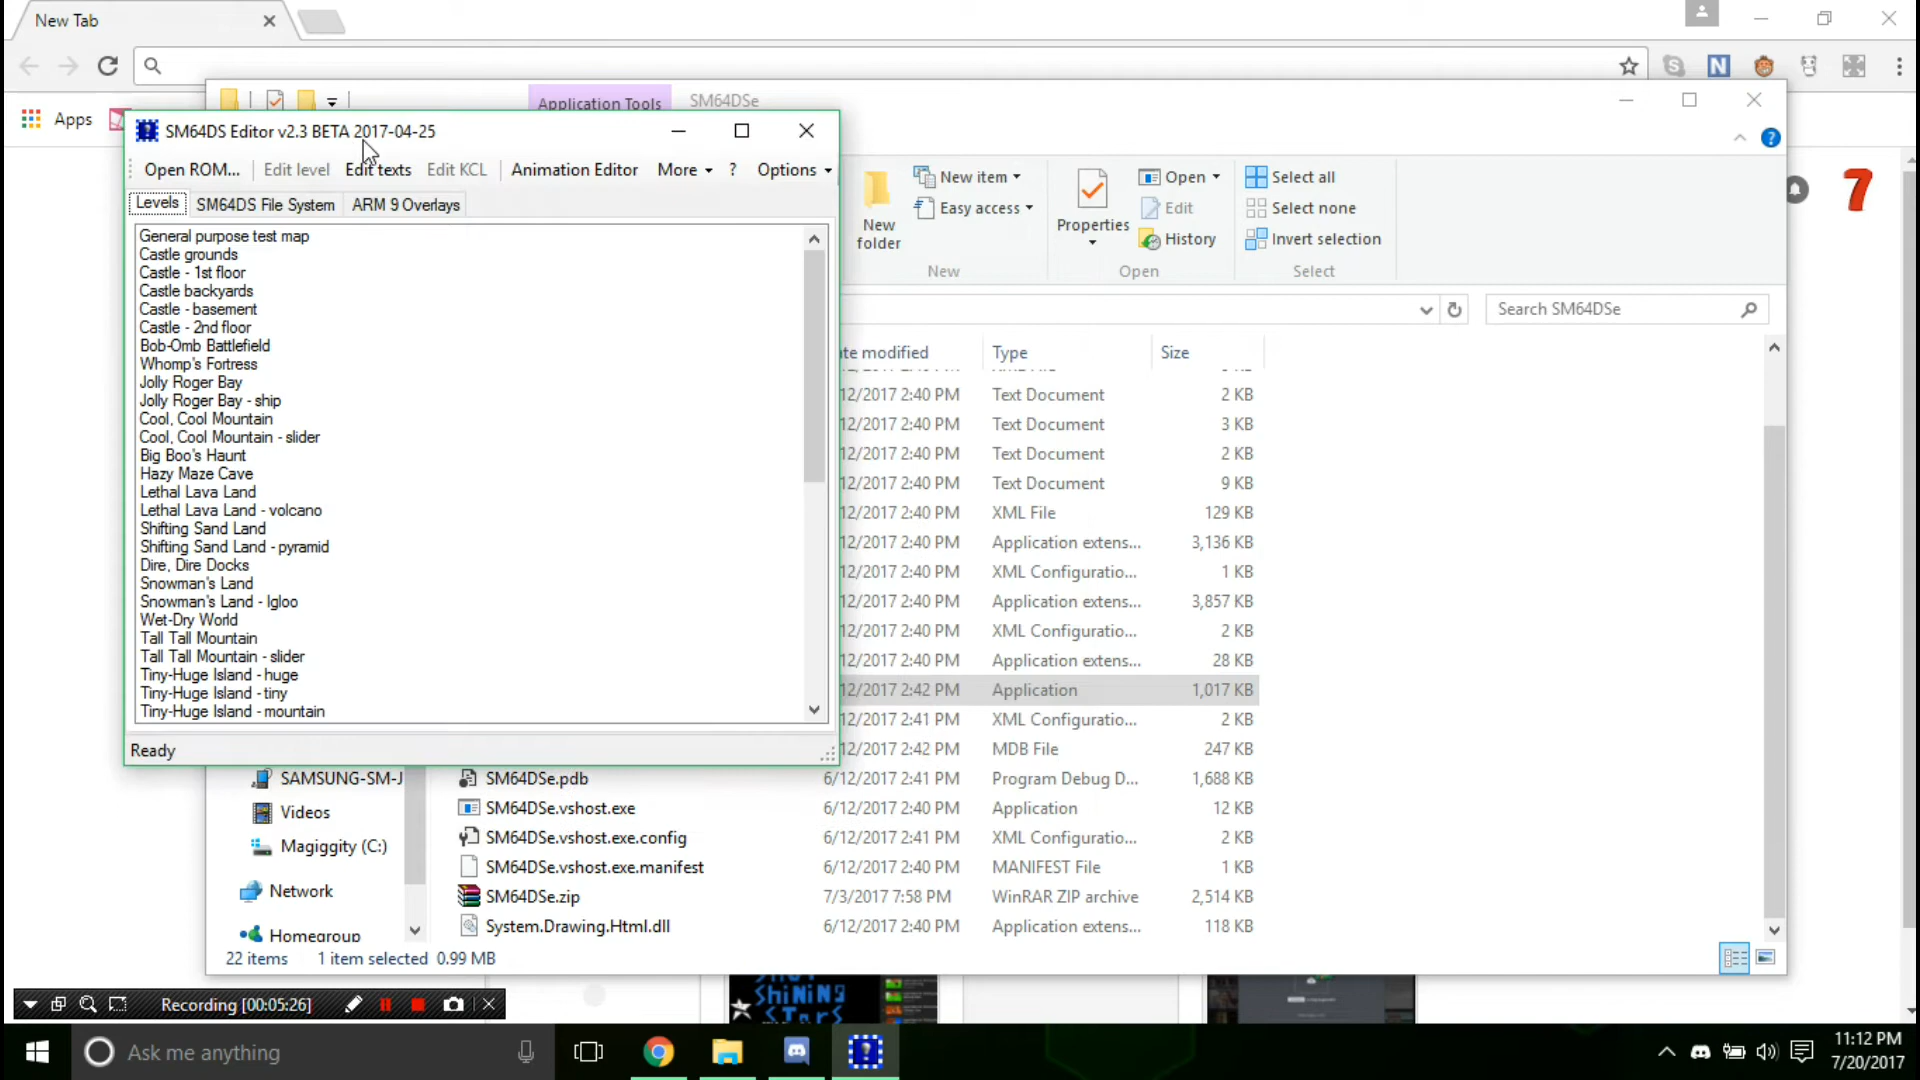 New Tab
Apps
Application Tools
SM64DSe
SM64DS Editor v2.3 BETA 2017-04-25
Open ROM...
Edit level
Edit texts
Edit KCL
Animation Editor
More
?
Options
Levels
SM64DS File System
ARM 9 Overlays
General purpose test map
Castle grounds
Castle - 1st floor
Castle backyards
Castle - basement
Castle - 2nd floor
Bob-Omb Battlefield
Whomp's Fortress
Jolly Roger Bay
Jolly Roger Bay - ship
Cool, Cool Mountain
Cool, Cool Mountain - slider
Big Boo's Haunt
Hazy Maze Cave
Lethal Lava Land
Lethal Lava Land - volcano
Shifting Sand Land
Shifting Sand Land - pyramid
Dire, Dire Docks
Snowman's Land
Snowman's Land - Igloo
Wet-Dry World
Tall Tall Mountain
Tall Tall Mountain - slider
Tiny-Huge Island - huge
Tiny-Huge Island - tiny
Tiny-Huge Island - mountain
Ready
New folder
New item
Easy access
New
Properties
Open
Edit
History
Open
Select all
Select none
Invert selection
Select
7
Search SM64DSe
te modified Type Size
12/2017 2:40 PM Text Document 2 KB
12/2017 2:40 PM Text Document 3 KB
12/2017 2:40 PM Text Document 2 KB
12/2017 2:40 PM Text Document 9 KB
12/2017 2:40 PM XML File 129 KB
12/2017 2:40 PM Application extens... 3,136 KB
12/2017 2:40 PM XML Configuratio... 1 KB
12/2017 2:40 PM Application extens... 3,857 KB
12/2017 2:40 PM XML Configuratio... 2 KB
12/2017 2:40 PM Application extens... 28 KB
12/2017 2:42 PM Application 1,017 KB
12/2017 2:41 PM XML Configuratio... 2 KB
12/2017 2:42 PM MDB File 247 KB
SM64DSe.pdb 6/12/2017 2:41 PM Program Debug D... 1,688 KB
SM64DSe.vshost.exe 6/12/2017 2:40 PM Application 12 KB
SM64DSe.vshost.exe.config 6/12/2017 2:41 PM XML Configuratio... 2 KB
SM64DSe.vshost.exe.manifest 6/12/2017 2:40 PM MANIFEST File 1 KB
SM64DSe.zip 7/3/2017 7:58 PM WinRAR ZIP archive 2,514 KB
System.Drawing.Html.dll 6/12/2017 2:40 PM Application extens... 118 KB
SAMSUNG-SM-J
Videos
Magiggity (C:)
Network
Homegroup
22 items 1 item selected 0.99 MB
SHiNiNG
STArS
Recording [00:05:26]
Ask me anything
11:12 PM
7/20/2017